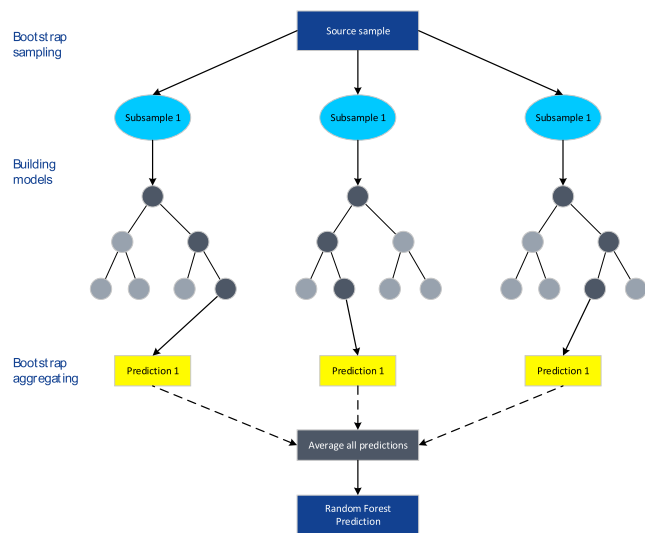 Bootstrap
sampling
Source sample
Subsample 1
Subsample 1
Subsample 1
Building
models
Bootstrap
aggregating
Prediction 1
Prediction 1
Prediction 1
Average all predictions
Random Forest
Prediction